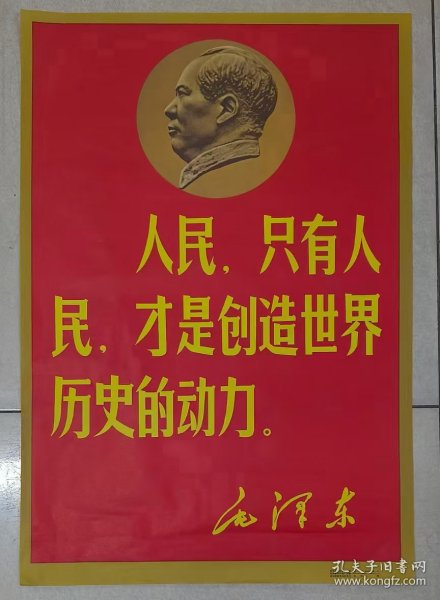 人民，只有人
民，才是创造世界
历史的动力。
毛泽东
孔夫子旧书网
www.kongfz.com